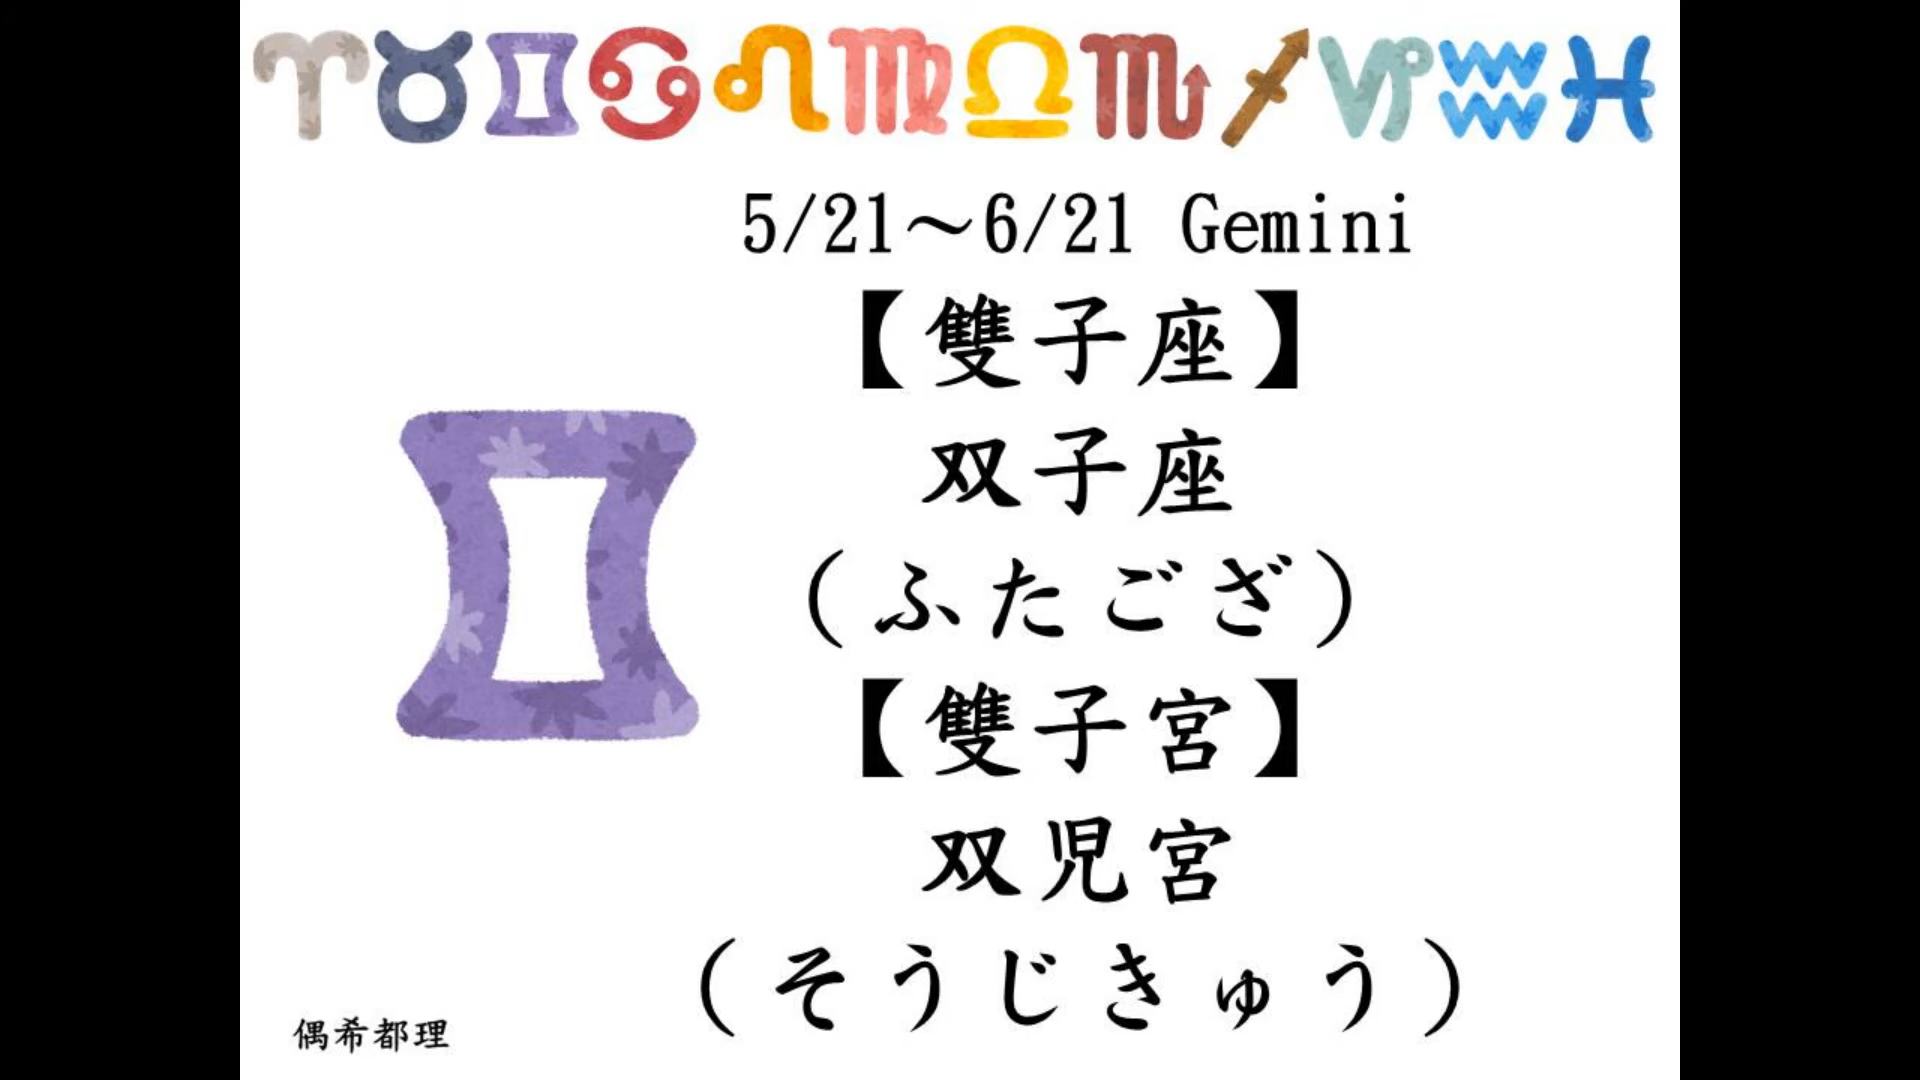 5/21～6/21 Gemini
【雙子座】
双子座
（ふたござ）
【雙子宮】
双児宮
（そうじきゅう）
偶希都理